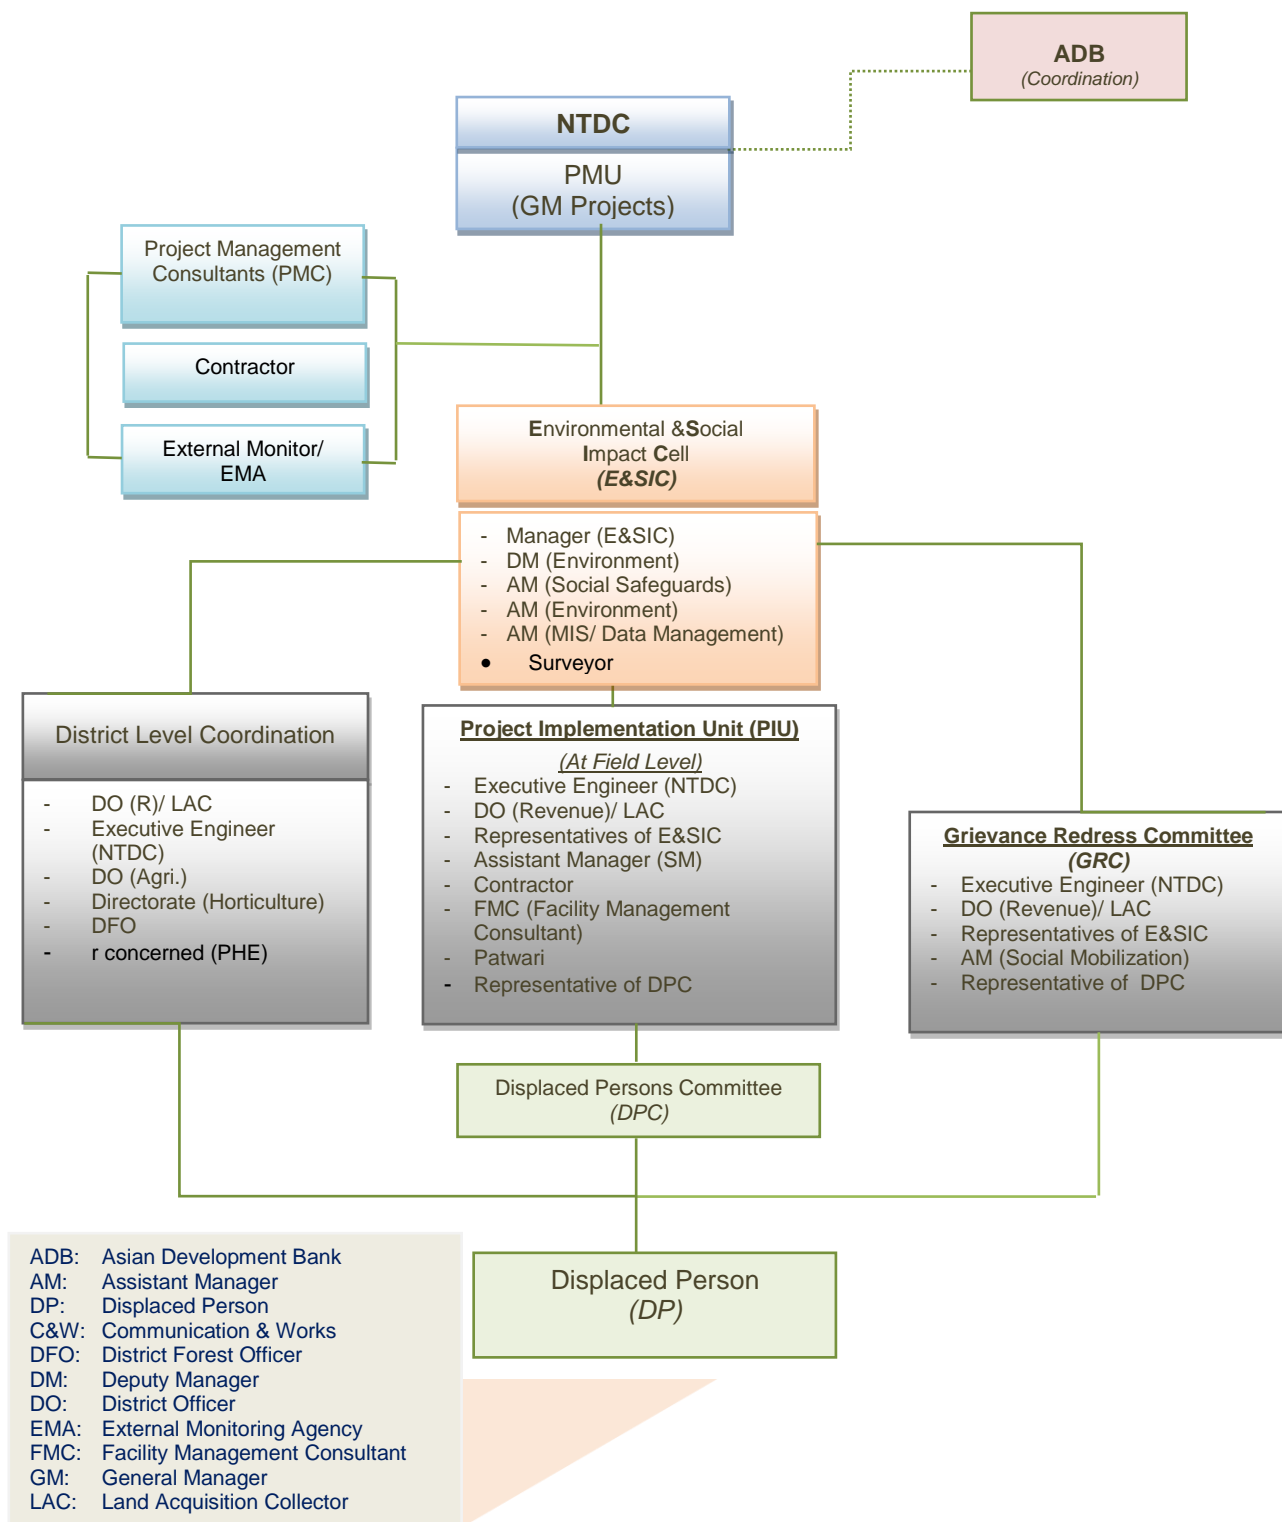 ADB
(Coordination)
NTDC
PMU
(GM Projects)
Project Management
Consultants (PMC)
Contractor
External Monitor/
EMA
Environmental &Social
Impact Cell
(E&SIC)
- Manager (E&SIC)
- DM (Environment)
- AM (Social Safeguards)
- AM (Environment)
- AM (MIS/ Data Management)
• Surveyor
District Level Coordination
- DO (R)/ LAC
- Executive Engineer
(NTDC)
- DO (Agri.)
- Directorate (Horticulture)
- DFO
- r concerned (PHE)
Project Implementation Unit (PIU)
(At Field Level)
- Executive Engineer (NTDC)
- DO (Revenue)/ LAC
- Representatives of E&SIC
- Assistant Manager (SM)
- Contractor
- FMC (Facility Management
Consultant)
- Patwari
- Representative of DPC
Grievance Redress Committee
(GRC)
- Executive Engineer (NTDC)
- DO (Revenue)/ LAC
- Representatives of E&SIC
- AM (Social Mobilization)
- Representative of DPC
Displaced Persons Committee
(DPC)
Displaced Person
(DP)
ADB: Asian Development Bank
AM: Assistant Manager
DP: Displaced Person
C&W: Communication & Works
DFO: District Forest Officer
DM: Deputy Manager
DO: District Officer
EMA: External Monitoring Agency
FMC: Facility Management Consultant
GM: General Manager
LAC: Land Acquisition Collector